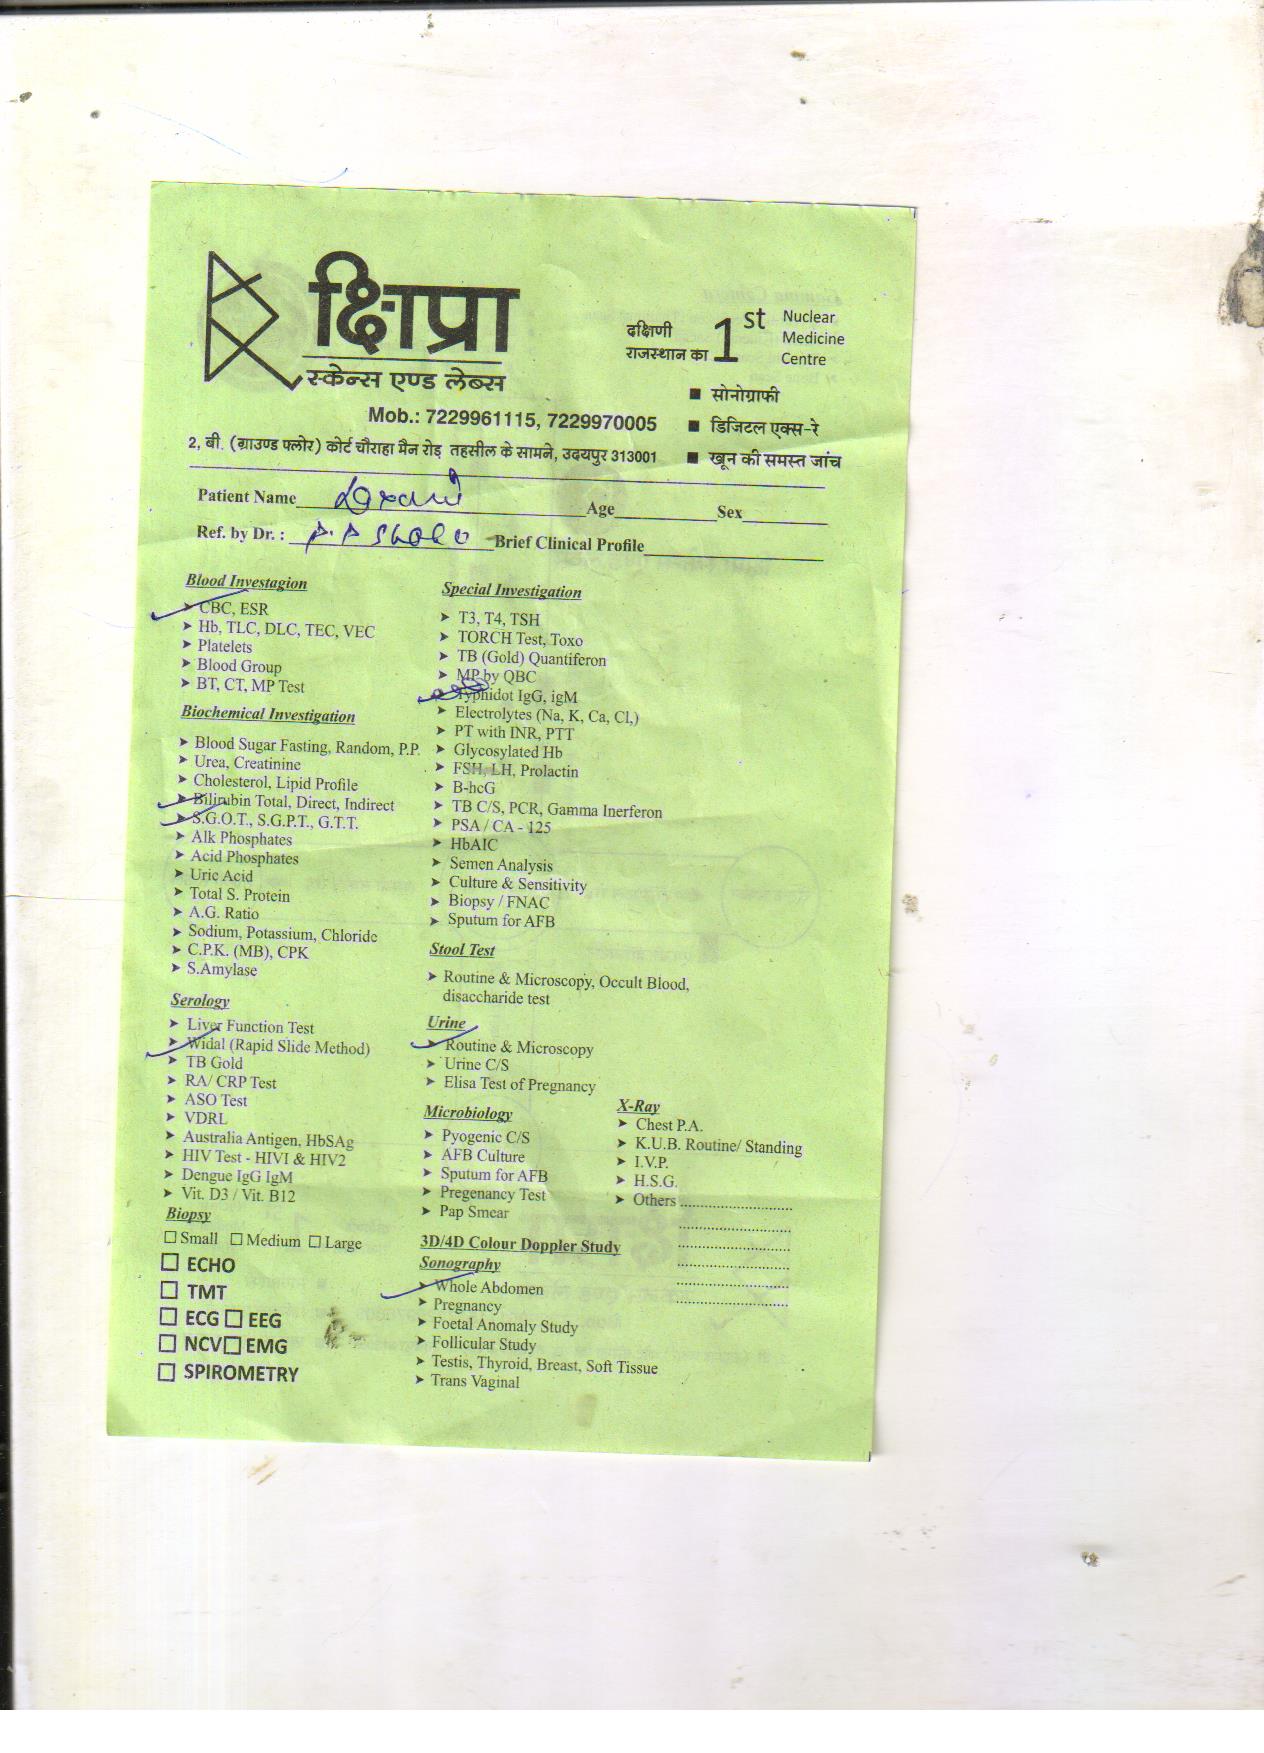 क्षिप्रा
स्केन्स एण्ड लेब्स
दक्षिणी राजस्थान का 1st Nuclear Medicine Centre
■ सोनोग्राफी
Mob.: 7229961115, 7229970005
■ डिजिटल एक्स-रे
2, बी. (ग्राउण्ड फ्लोर) कोर्ट चौराहा मैन रोड़ तहसील के सामने, उदयपुर 313001
■ खून की समस्त जांच
Patient Name Age Sex
Ref. by Dr. : Brief Clinical Profile
Blood Investagion
CBC, ESR
Hb, TLC, DLC, TEC, VEC
Platelets
Blood Group
BT, CT, MP Test
Biochemical Investigation
Blood Sugar Fasting, Random, P.P.
Urea, Creatinine
Cholesterol, Lipid Profile
Bilirubin Total, Direct, Indirect
S.G.O.T., S.G.P.T., G.T.T.
Alk Phosphates
Acid Phosphates
Uric Acid
Total S. Protein
A.G. Ratio
Sodium, Potassium, Chloride
C.P.K. (MB), CPK
S.Amylase
Serology
Liver Function Test
Widal (Rapid Slide Method)
TB Gold
RA/ CRP Test
ASO Test
VDRL
Australia Antigen, HbSAg
HIV Test - HIVI & HIV2
Dengue IgG IgM
Vit. D3 / Vit. B12
Biopsy
Small Medium Large
ECHO
TMT
ECG EEG
NCV EMG
SPIROMETRY
Special Investigation
T3, T4, TSH
TORCH Test, Toxo
TB (Gold) Quantiferon
MP by QBC
Typhidot IgG, igM
Electrolytes (Na, K, Ca, Cl,)
PT with INR, PTT
Glycosylated Hb
FSH, LH, Prolactin
B-hcG
TB C/S, PCR, Gamma Inerferon
PSA / CA - 125
HbAIC
Semen Analysis
Culture & Sensitivity
Biopsy / FNAC
Sputum for AFB
Stool Test
Routine & Microscopy, Occult Blood,
disaccharide test
Urine
Routine & Microscopy
Urine C/S
Elisa Test of Pregnancy
Microbiology
Pyogenic C/S
AFB Culture
Sputum for AFB
Pregenancy Test
Pap Smear
X-Ray
Chest P.A.
K.U.B. Routine/ Standing
I.V.P.
H.S.G.
Others
3D/4D Colour Doppler Study
Sonography
Whole Abdomen
Pregnancy
Foetal Anomaly Study
Follicular Study
Testis, Thyroid, Breast, Soft Tissue
Trans Vaginal